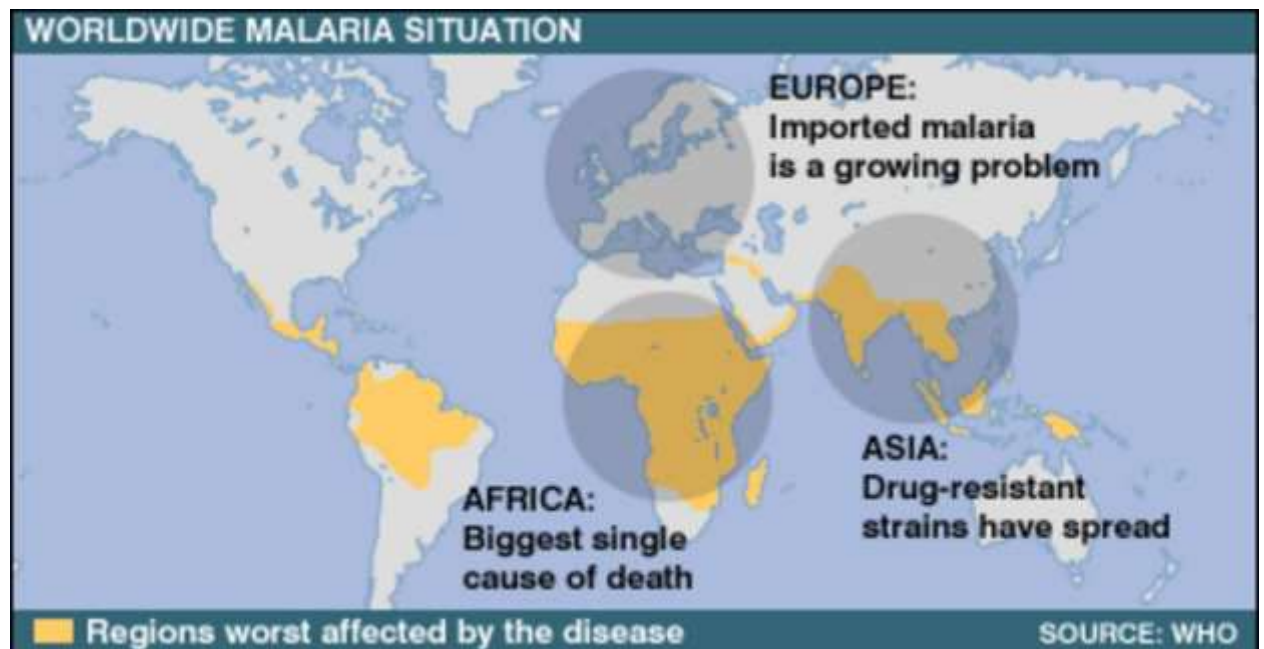 WORLDWIDE MALARIA SITUATION
EUROPE:
Imported malaria
is a growing problem
ASIA:
Drug-resistant
strains have spread
AFRICA:
Biggest single
cause of death
Regions worst affected by the disease
SOURCE: WHO